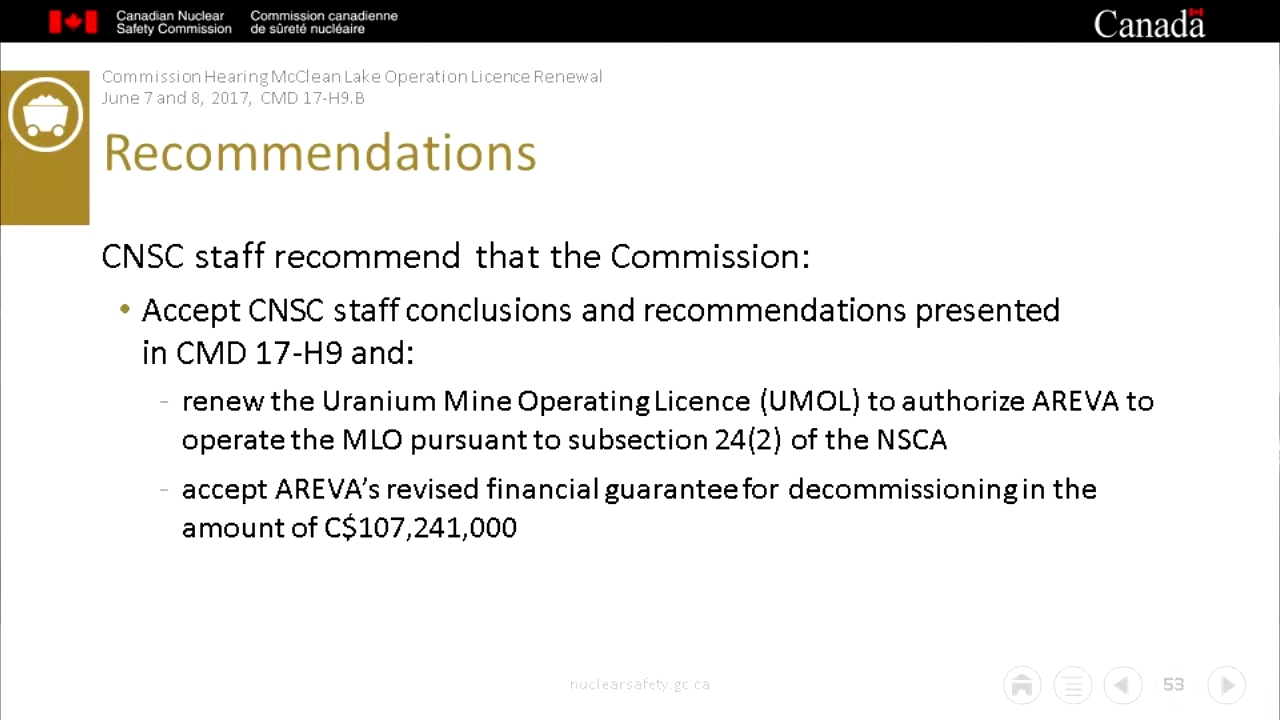 Canadian Nuclear Safety Commission
Commission canadienne de sûreté nucléaire
Canada
Commission Hearing McClean Lake Operation Licence Renewal
June 7 and 8, 2017, CMD 17-H9.B
Recommendations
CNSC staff recommend that the Commission:
• Accept CNSC staff conclusions and recommendations presented
in CMD 17-H9 and:
- renew the Uranium Mine Operating Licence (UMOL) to authorize AREVA to
operate the MLO pursuant to subsection 24(2) of the NSCA
- accept AREVA's revised financial guarantee for decommissioning in the
amount of C$107,241,000
nuclearsafety.gc.ca
53